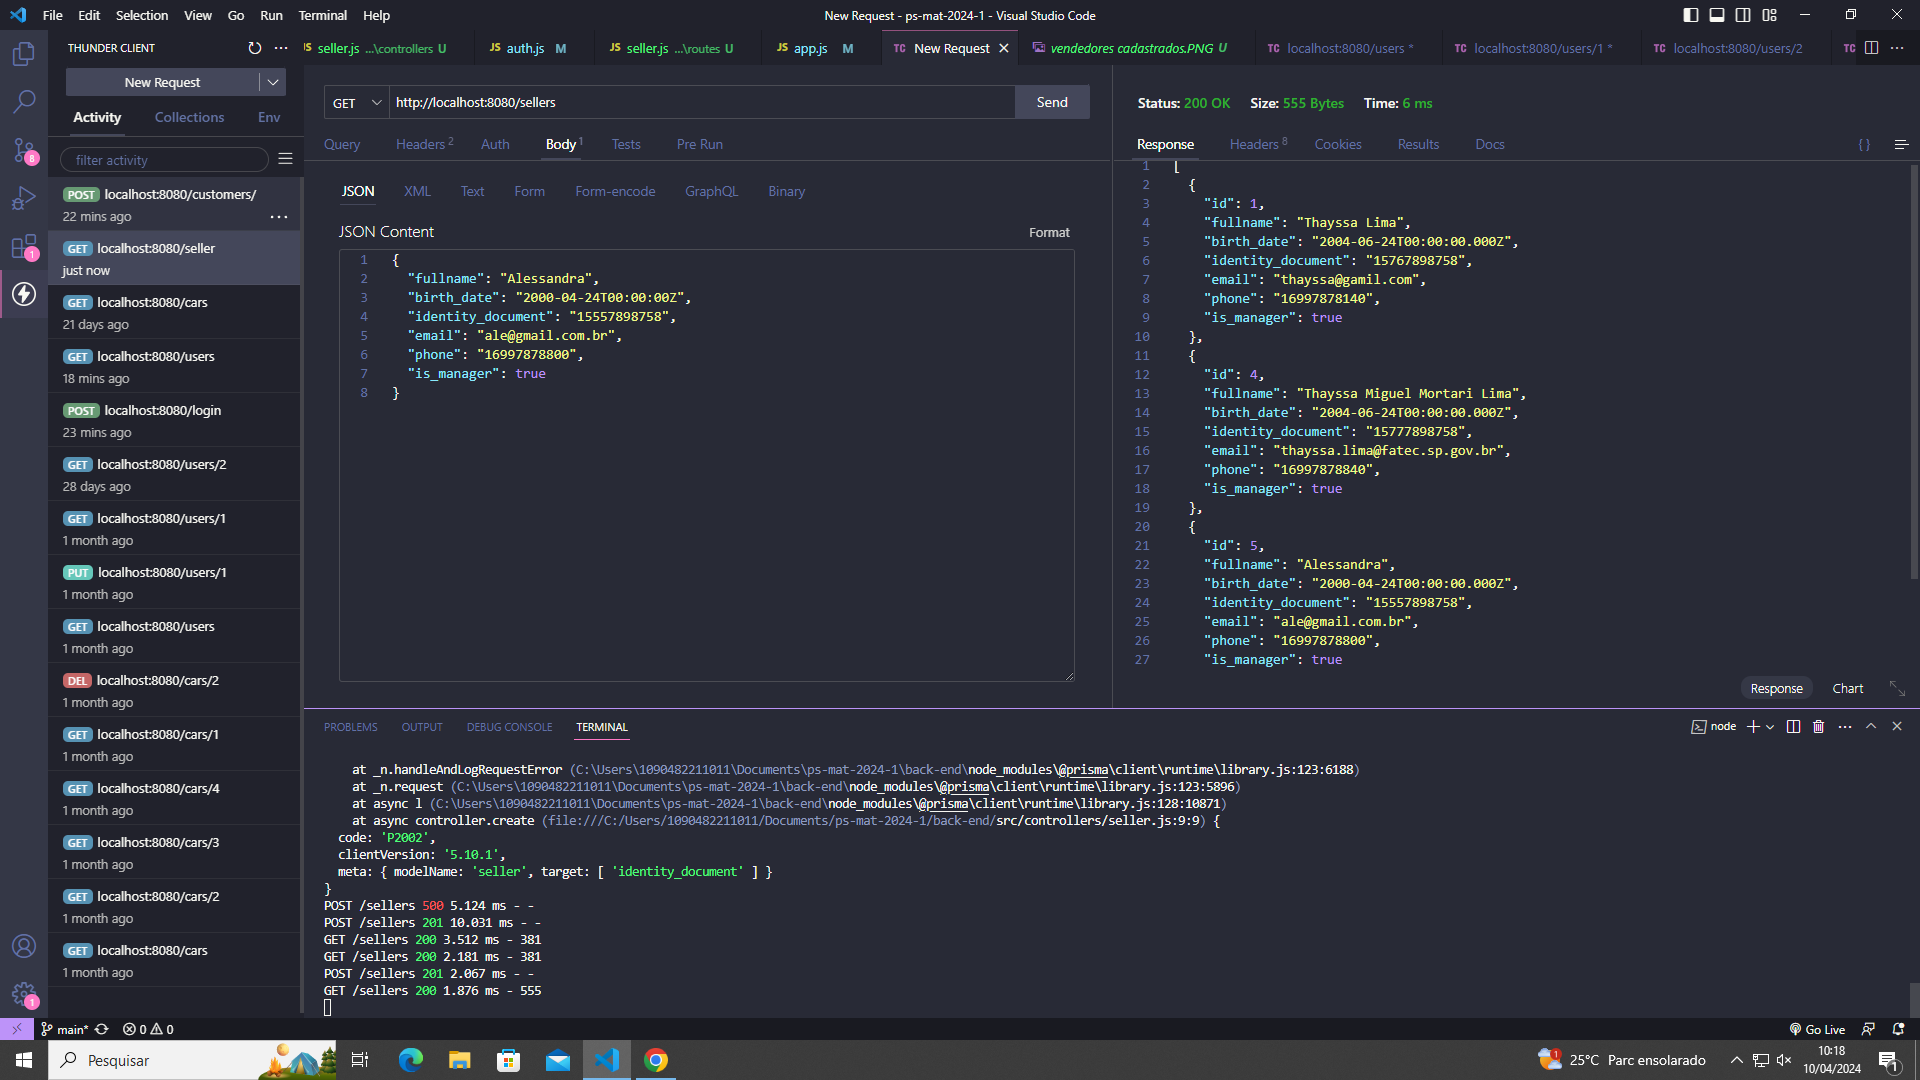 File Edit Selection View Go Run Terminal Help
New Request - ps-mat-2024-1 - Visual Studio Code
THUNDER CLIENT
JS seller.js ...\controllers U
JS auth.js M
JS seller.js ...\routes U
JS app.js M
TC New Request
vendedores cadastrados.PNG U
TC localhost:8080/users *
TC localhost:8080/users/1 *
TC localhost:8080/users/2
TC
New Request
Activity Collections Env
filter activity
POST localhost:8080/customers/
22 mins ago
GET localhost:8080/seller
just now
GET localhost:8080/cars
21 days ago
GET localhost:8080/users
18 mins ago
POST localhost:8080/login
23 mins ago
GET localhost:8080/users/2
28 days ago
GET localhost:8080/users/1
1 month ago
PUT localhost:8080/users/1
1 month ago
GET localhost:8080/users
1 month ago
DEL localhost:8080/cars/2
1 month ago
GET localhost:8080/cars/1
1 month ago
GET localhost:8080/cars/4
1 month ago
GET localhost:8080/cars/3
1 month ago
GET localhost:8080/cars/2
1 month ago
GET localhost:8080/cars
1 month ago
8
1
1
GET http://localhost:8080/sellers Send
Query Headers 2 Auth Body 1 Tests Pre Run
JSON XML Text Form Form-encode GraphQL Binary
JSON Content Format
1 {
2 "fullname": "Alessandra",
3 "birth_date": "2000-04-24T00:00:00Z",
4 "identity_document": "15557898758",
5 "email": "ale@gmail.com.br",
6 "phone": "16997878800",
7 "is_manager": true
8 }
Status: 200 OK Size: 555 Bytes Time: 6 ms
Response Headers 8 Cookies Results Docs { }
1 [
2 {
3 "id": 1,
4 "fullname": "Thayssa Lima",
5 "birth_date": "2004-06-24T00:00:00.000Z",
6 "identity_document": "15767898758",
7 "email": "thayssa@gamil.com",
8 "phone": "16997878140",
9 "is_manager": true
10 },
11 {
12 "id": 4,
13 "fullname": "Thayssa Miguel Mortari Lima",
14 "birth_date": "2004-06-24T00:00:00.000Z",
15 "identity_document": "15777898758",
16 "email": "thayssa.lima@fatec.sp.gov.br",
17 "phone": "16997878840",
18 "is_manager": true
19 },
20 {
21 "id": 5,
22 "fullname": "Alessandra",
23 "birth_date": "2000-04-24T00:00:00.000Z",
24 "identity_document": "15557898758",
25 "email": "ale@gmail.com.br",
26 "phone": "16997878800",
27 "is_manager": true
Response Chart
PROBLEMS OUTPUT DEBUG CONSOLE TERMINAL
node
at _n.handleAndLogRequestError (C:\Users\1090482211011\Documents\ps-mat-2024-1\back-end\node_modules\@prisma\client\runtime\library.js:123:6188)
at _n.request (C:\Users\1090482211011\Documents\ps-mat-2024-1\back-end\node_modules\@prisma\client\runtime\library.js:123:5896)
at async l (C:\Users\1090482211011\Documents\ps-mat-2024-1\back-end\node_modules\@prisma\client\runtime\library.js:128:10871)
at async controller.create (file:///C:/Users/1090482211011/Documents/ps-mat-2024-1/back-end/src/controllers/seller.js:9:9) {
code: 'P2002',
clientVersion: '5.10.1',
meta: { modelName: 'seller', target: [ 'identity_document' ] }
}
POST /sellers 500 5.124 ms - -
POST /sellers 201 10.031 ms - -
GET /sellers 200 3.512 ms - 381
GET /sellers 200 2.181 ms - 381
POST /sellers 201 2.067 ms - -
GET /sellers 200 1.876 ms - 555
main* 0 0
Go Live
Pesquisar
1 25°C Parc ensolarado
10:18
10/04/2024
1